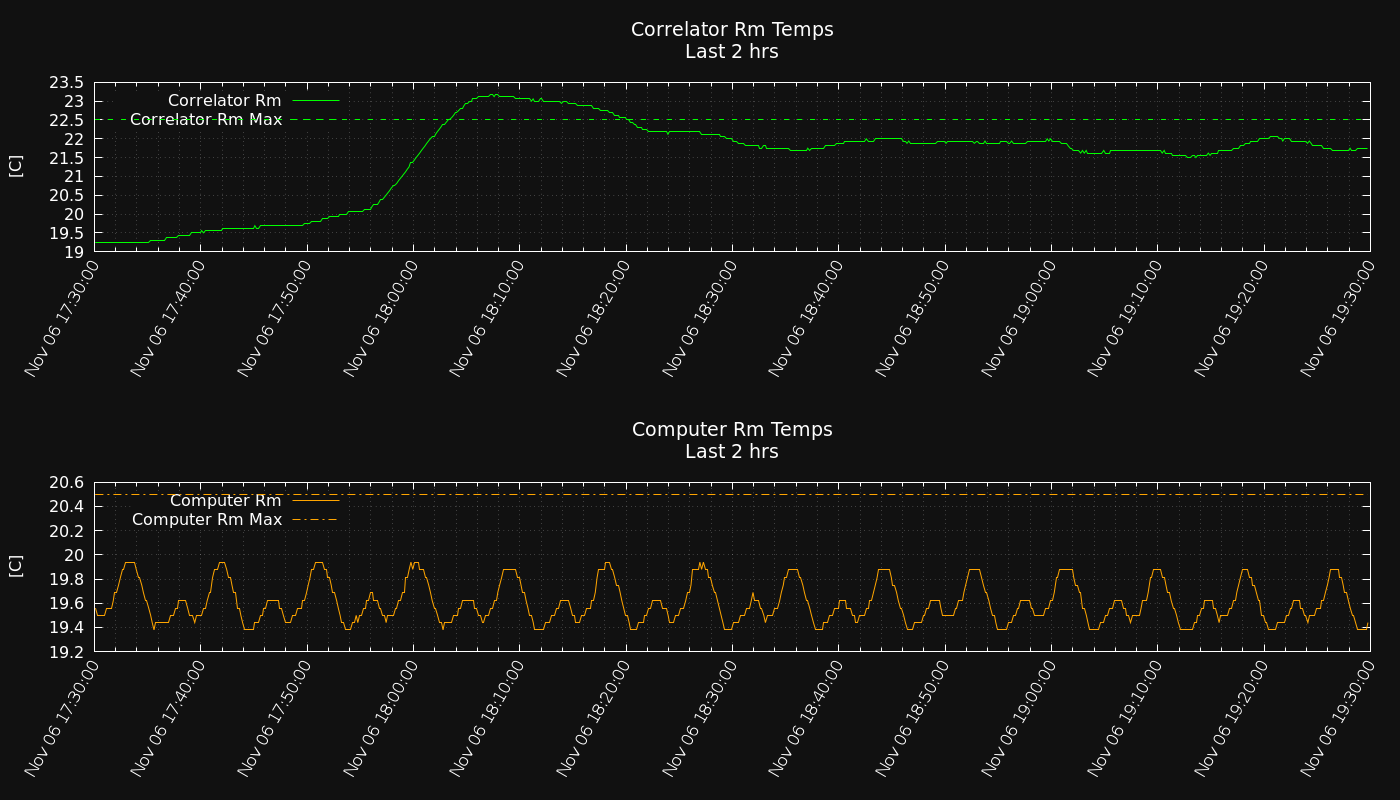 Correlator Rm Temps
Last 2 hrs
23.5
23
22.5
22
21.5
21
20.5
20
19.5
19
[C]
Correlator Rm
Correlator Rm Max
Nov 06 17:30:00
Nov 06 17:40:00
Nov 06 17:50:00
Nov 06 18:00:00
Nov 06 18:10:00
Nov 06 18:20:00
Nov 06 18:30:00
Nov 06 18:40:00
Nov 06 18:50:00
Nov 06 19:00:00
Nov 06 19:10:00
Nov 06 19:20:00
Nov 06 19:30:00
Computer Rm Temps
Last 2 hrs
20.6
20.4
20.2
20
19.8
19.6
19.4
19.2
[C]
Computer Rm
Computer Rm Max
Nov 06 17:30:00
Nov 06 17:40:00
Nov 06 17:50:00
Nov 06 18:00:00
Nov 06 18:10:00
Nov 06 18:20:00
Nov 06 18:30:00
Nov 06 18:40:00
Nov 06 18:50:00
Nov 06 19:00:00
Nov 06 19:10:00
Nov 06 19:20:00
Nov 06 19:30:00